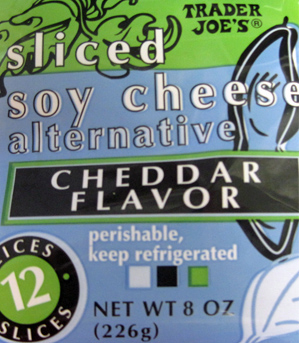 TRADER
JOE'S®
sliced
soy cheese
alternative
CHEDDAR
FLAVOR
perishable,
keep refrigerated
12
SLICES
NET WT 8 OZ
(226g)